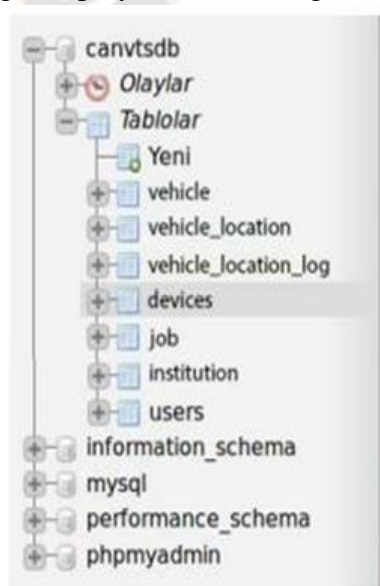 canvtsdb
Olaylar
Tablolar
Yeni
vehicle
vehicle_location
vehicle_location_log
devices
job
institution
users
information_schema
mysql
performance_schema
phpmyadmin